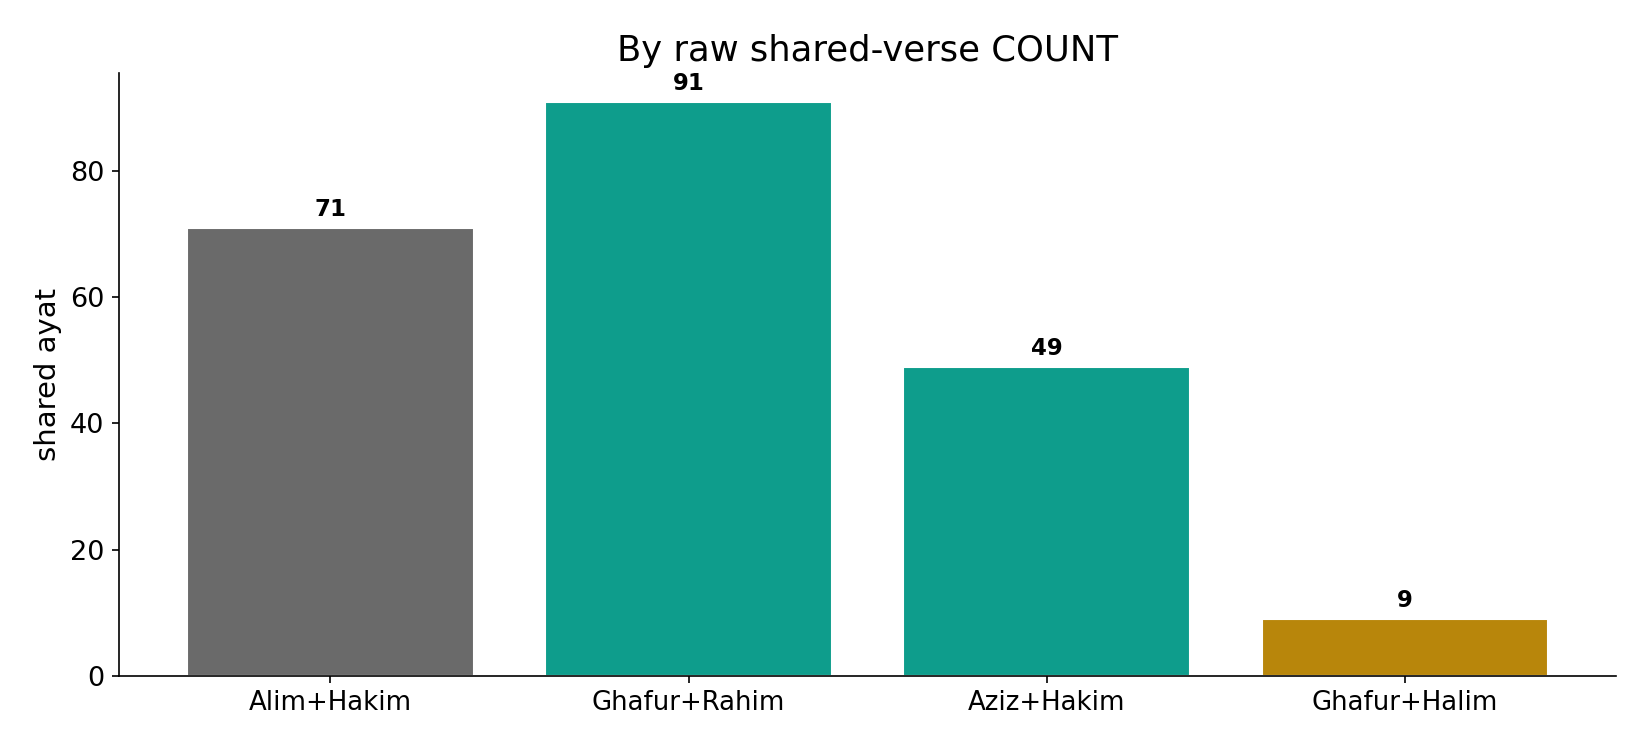 By raw shared-verse COUNT
91
71
49
9
80
60
40
20
0
shared ayat
Alim+Hakim
Ghafur+Rahim
Aziz+Hakim
Ghafur+Halim